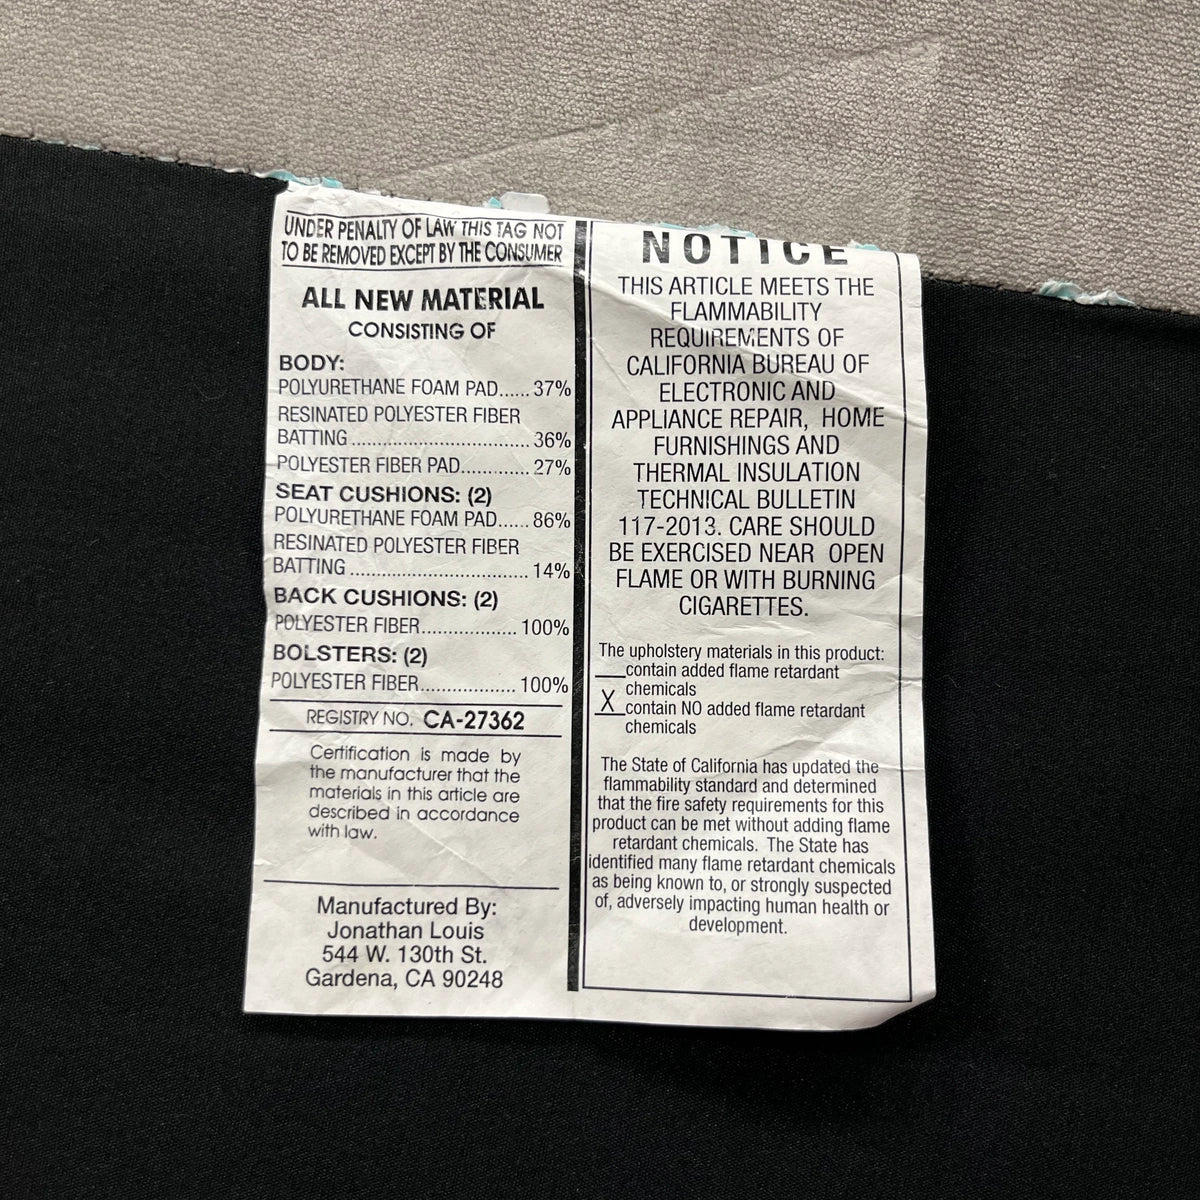 UNDER PENALTY OF LAW THIS TAG NOT
TO BE REMOVED EXCEPT BY THE CONSUMER
ALL NEW MATERIAL
CONSISTING OF
BODY:
POLYURETHANE FOAM PAD...... 37%
RESINATED POLYESTER FIBER
BATTING ............................... 36%
POLYESTER FIBER PAD............ 27%
SEAT CUSHIONS: (2)
POLYURETHANE FOAM PAD...... 86%
RESINATED POLYESTER FIBER
BATTING ............................... 14%
BACK CUSHIONS: (2)
POLYESTER FIBER.................. 100%
BOLSTERS: (2)
POLYESTER FIBER.................. 100%
REGISTRY NO. CA-27362
Certification is made by
the manufacturer that the
materials in this article are
described in accordance
with law.
Manufactured By:
Jonathan Louis
544 W. 130th St.
Gardena, CA 90248
NOTICE
THIS ARTICLE MEETS THE
FLAMMABILITY
REQUIREMENTS OF
CALIFORNIA BUREAU OF
ELECTRONIC AND
APPLIANCE REPAIR, HOME
FURNISHINGS AND
THERMAL INSULATION
TECHNICAL BULLETIN
117-2013. CARE SHOULD
BE EXERCISED NEAR OPEN
FLAME OR WITH BURNING
CIGARETTES.
The upholstery materials in this product:
___contain added flame retardant
chemicals
X contain NO added flame retardant
chemicals
The State of California has updated the
flammability standard and determined
that the fire safety requirements for this
product can be met without adding flame
retardant chemicals. The State has
identified many flame retardant chemicals
as being known to, or strongly suspected
of, adversely impacting human health or
development.